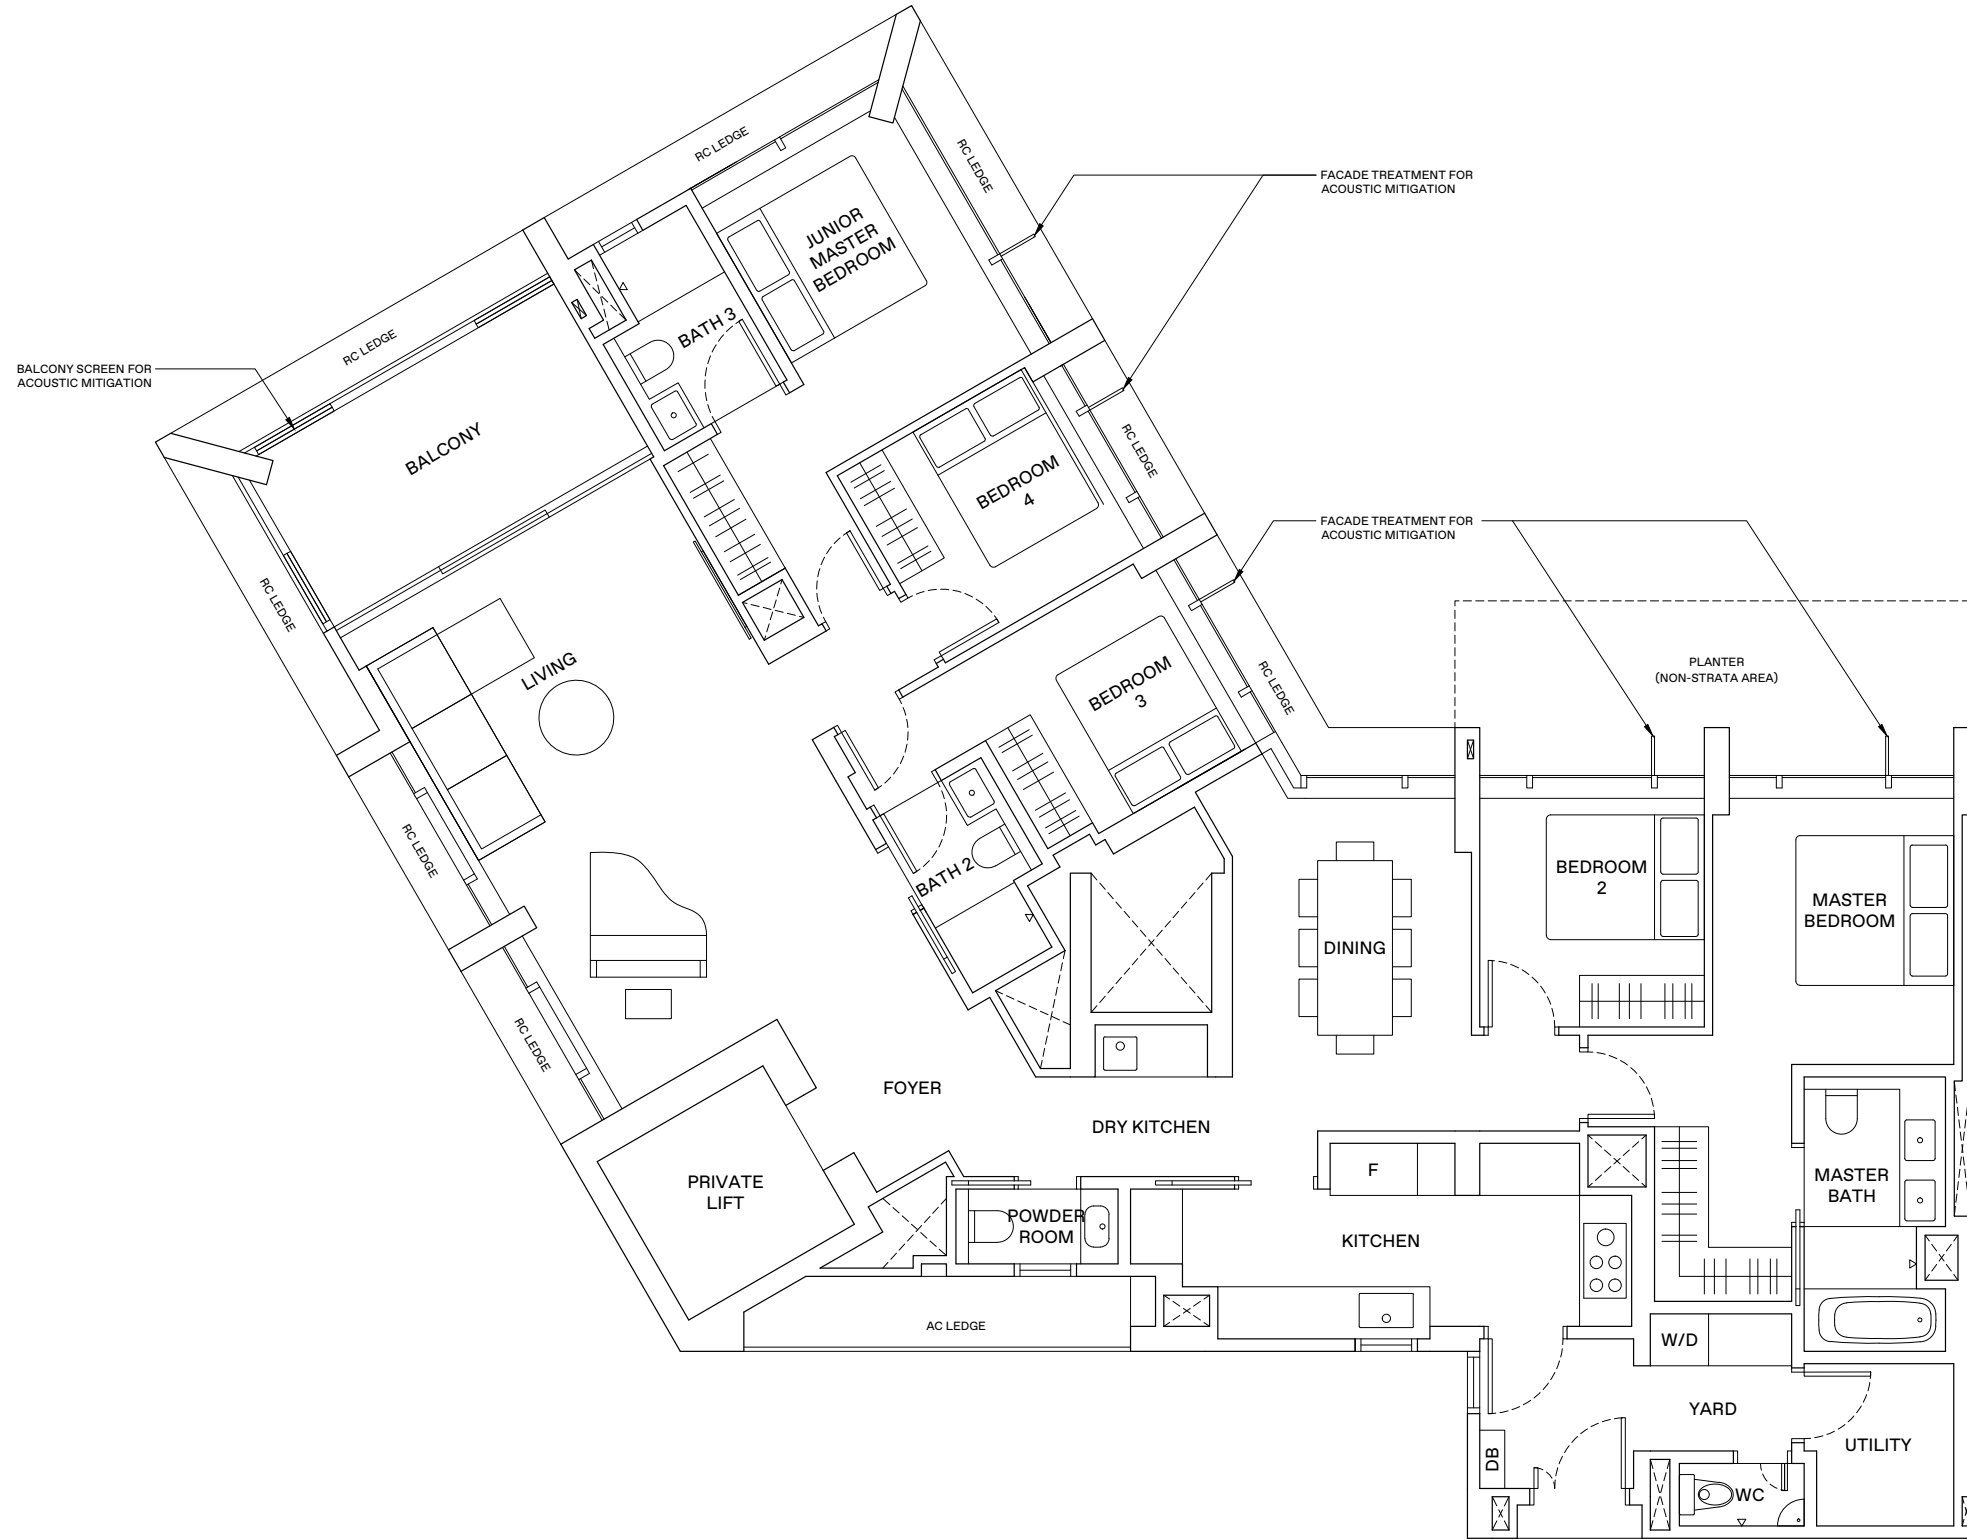 RC LEDGE
RC LEDGE
FACADE TREATMENT FOR
ACOUSTIC MITIGATION
JUNIOR
MASTER
BEDROOM
BATH 3
RC LEDGE
BALCONY SCREEN FOR
ACOUSTIC MITIGATION
BALCONY
RC LEDGE
BEDROOM
4
FACADE TREATMENT FOR
ACOUSTIC MITIGATION
RC LEDGE
LIVING
BEDROOM
3
RC LEDGE
PLANTER
(NON-STRATA AREA)
RC LEDGE
BATH 2
BEDROOM
2
MASTER
BEDROOM
DINING
RC LEDGE
FOYER
DRY KITCHEN
F
PRIVATE
LIFT
POWDER
ROOM
KITCHEN
MASTER
BATH
AC LEDGE
W/D
YARD
UTILITY
DB
WC